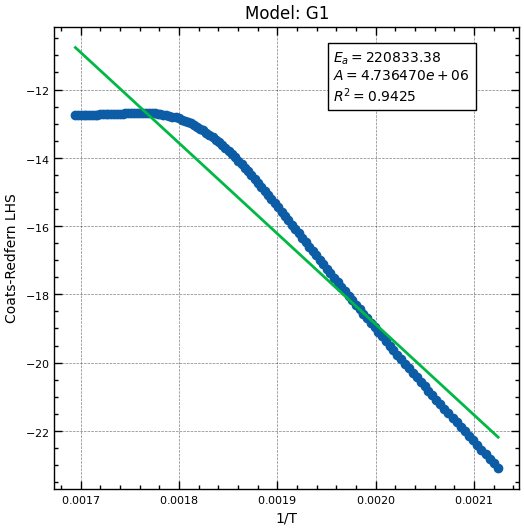 Model: G1
E_a = 220833.38
A = 4.736470e + 06
R² = 0.9425
Coats-Redfern LHS
−12
−14
−16
−18
−20
−22
0.0017 0.0018 0.0019 0.0020 0.0021
1/T